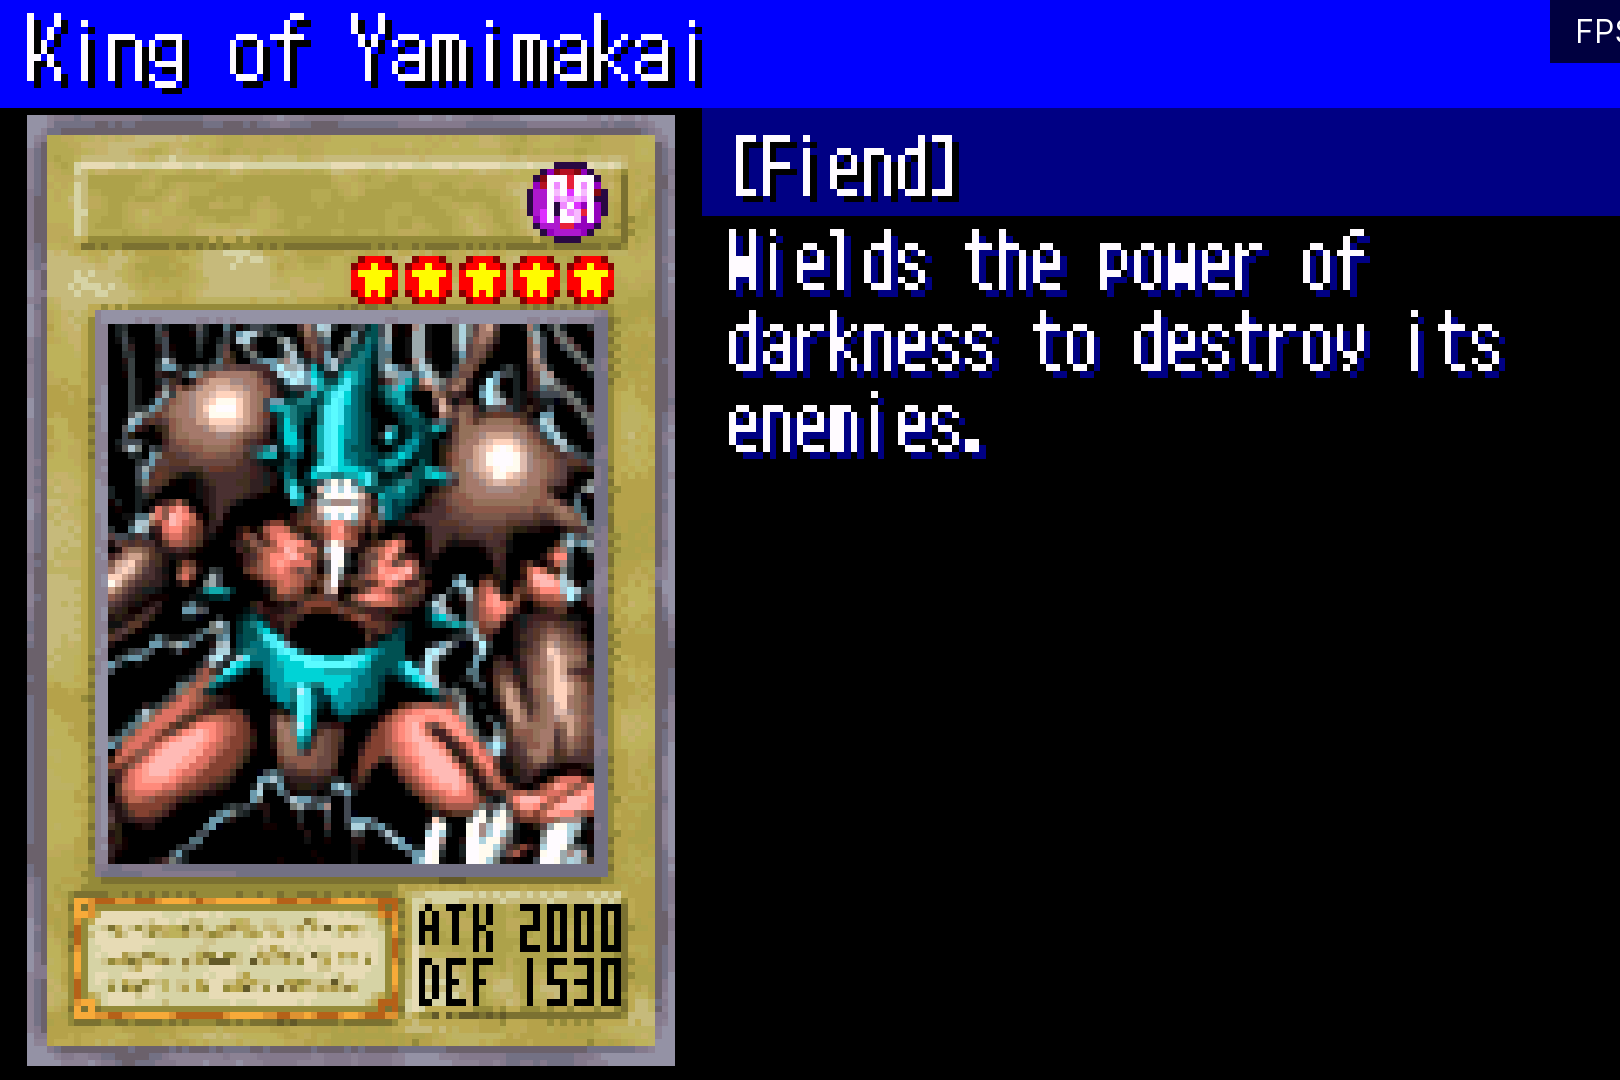 King of Yamimakai
FPS
[Fiend]
Wields the power of
darkness to destroy its
enemies.
ATK 2000
DEF 1530